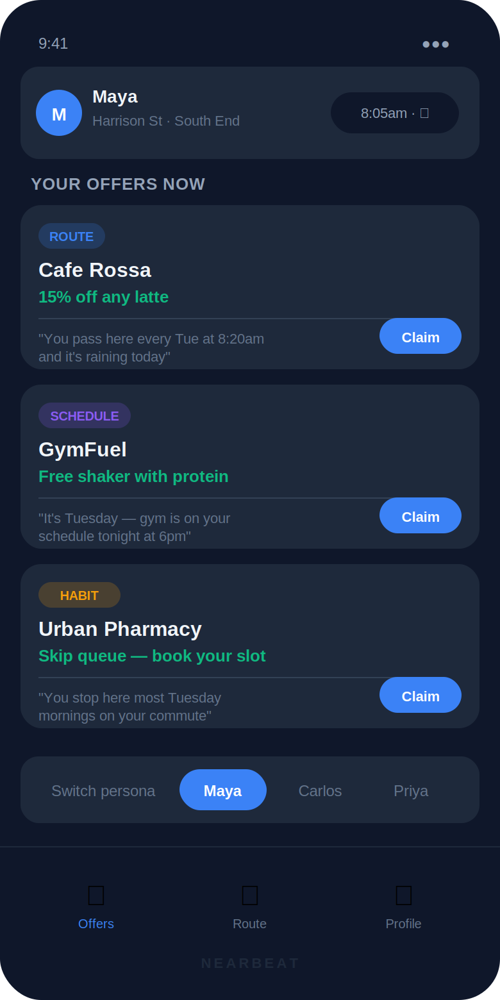 9:41
M
Maya
Harrison St · South End
8:05am ·
YOUR OFFERS NOW
ROUTE
Cafe Rossa
15% off any latte
"You pass here every Tue at 8:20am
and it's raining today"
Claim
SCHEDULE
GymFuel
Free shaker with protein
"It's Tuesday — gym is on your
schedule tonight at 6pm"
Claim
HABIT
Urban Pharmacy
Skip queue — book your slot
"You stop here most Tuesday
mornings on your commute"
Claim
Switch persona
Maya
Carlos
Priya
Offers
Route
Profile
NEARBEAT